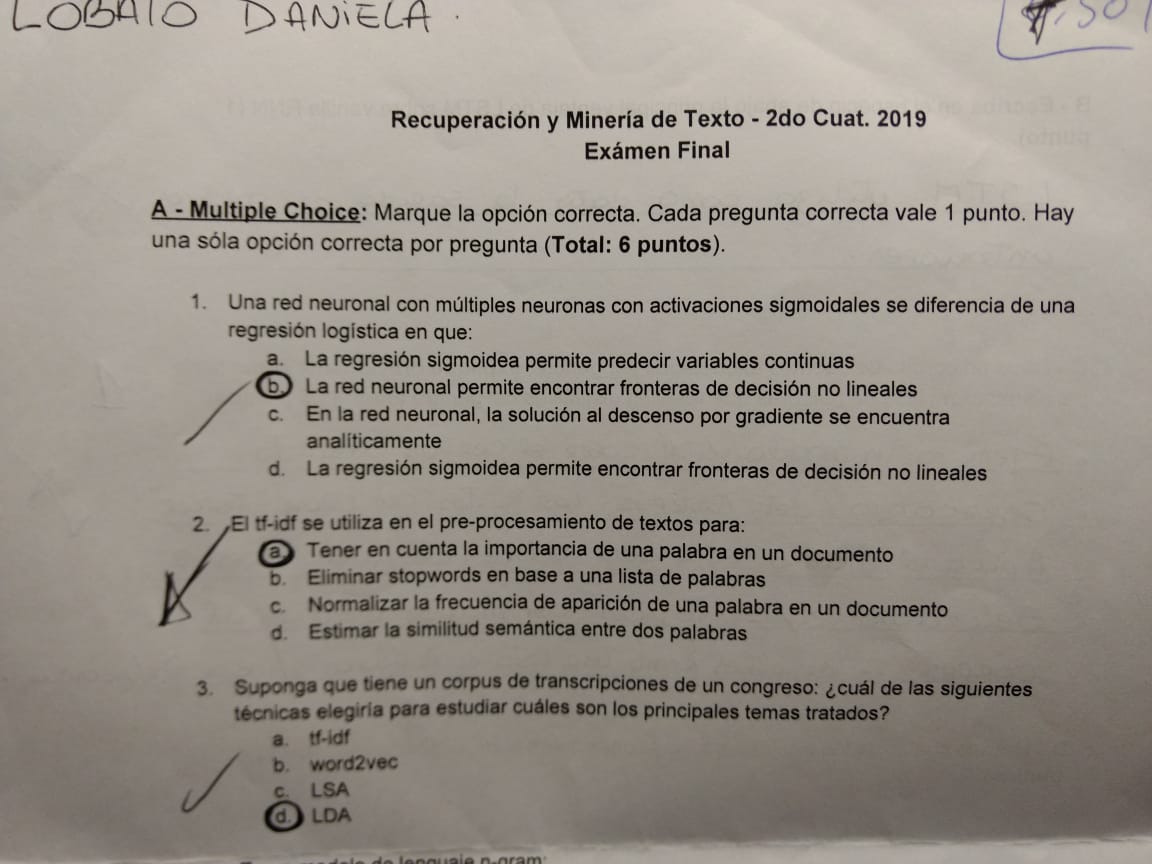 LOBATO DANIELA.
Recuperación y Minería de Texto - 2do Cuat. 2019
Exámen Final
A - Multiple Choice: Marque la opción correcta. Cada pregunta correcta vale 1 punto. Hay
una sóla opción correcta por pregunta (Total: 6 puntos).
1. Una red neuronal con múltiples neuronas con activaciones sigmoidales se diferencia de una
regresión logística en que:
a. La regresión sigmoidea permite predecir variables continuas
b. La red neuronal permite encontrar fronteras de decisión no lineales
c. En la red neuronal, la solución al descenso por gradiente se encuentra
analíticamente
d. La regresión sigmoidea permite encontrar fronteras de decisión no lineales
2. El tf-idf se utiliza en el pre-procesamiento de textos para:
a. Tener en cuenta la importancia de una palabra en un documento
b. Eliminar stopwords en base a una lista de palabras
c. Normalizar la frecuencia de aparición de una palabra en un documento
d. Estimar la similitud semántica entre dos palabras
3. Suponga que tiene un corpus de transcripciones de un congreso: ¿cuál de las siguientes
técnicas elegiría para estudiar cuáles son los principales temas tratados?
a. tf-idf
b. word2vec
c. LSA
d. LDA
de lenguaje n-gram: